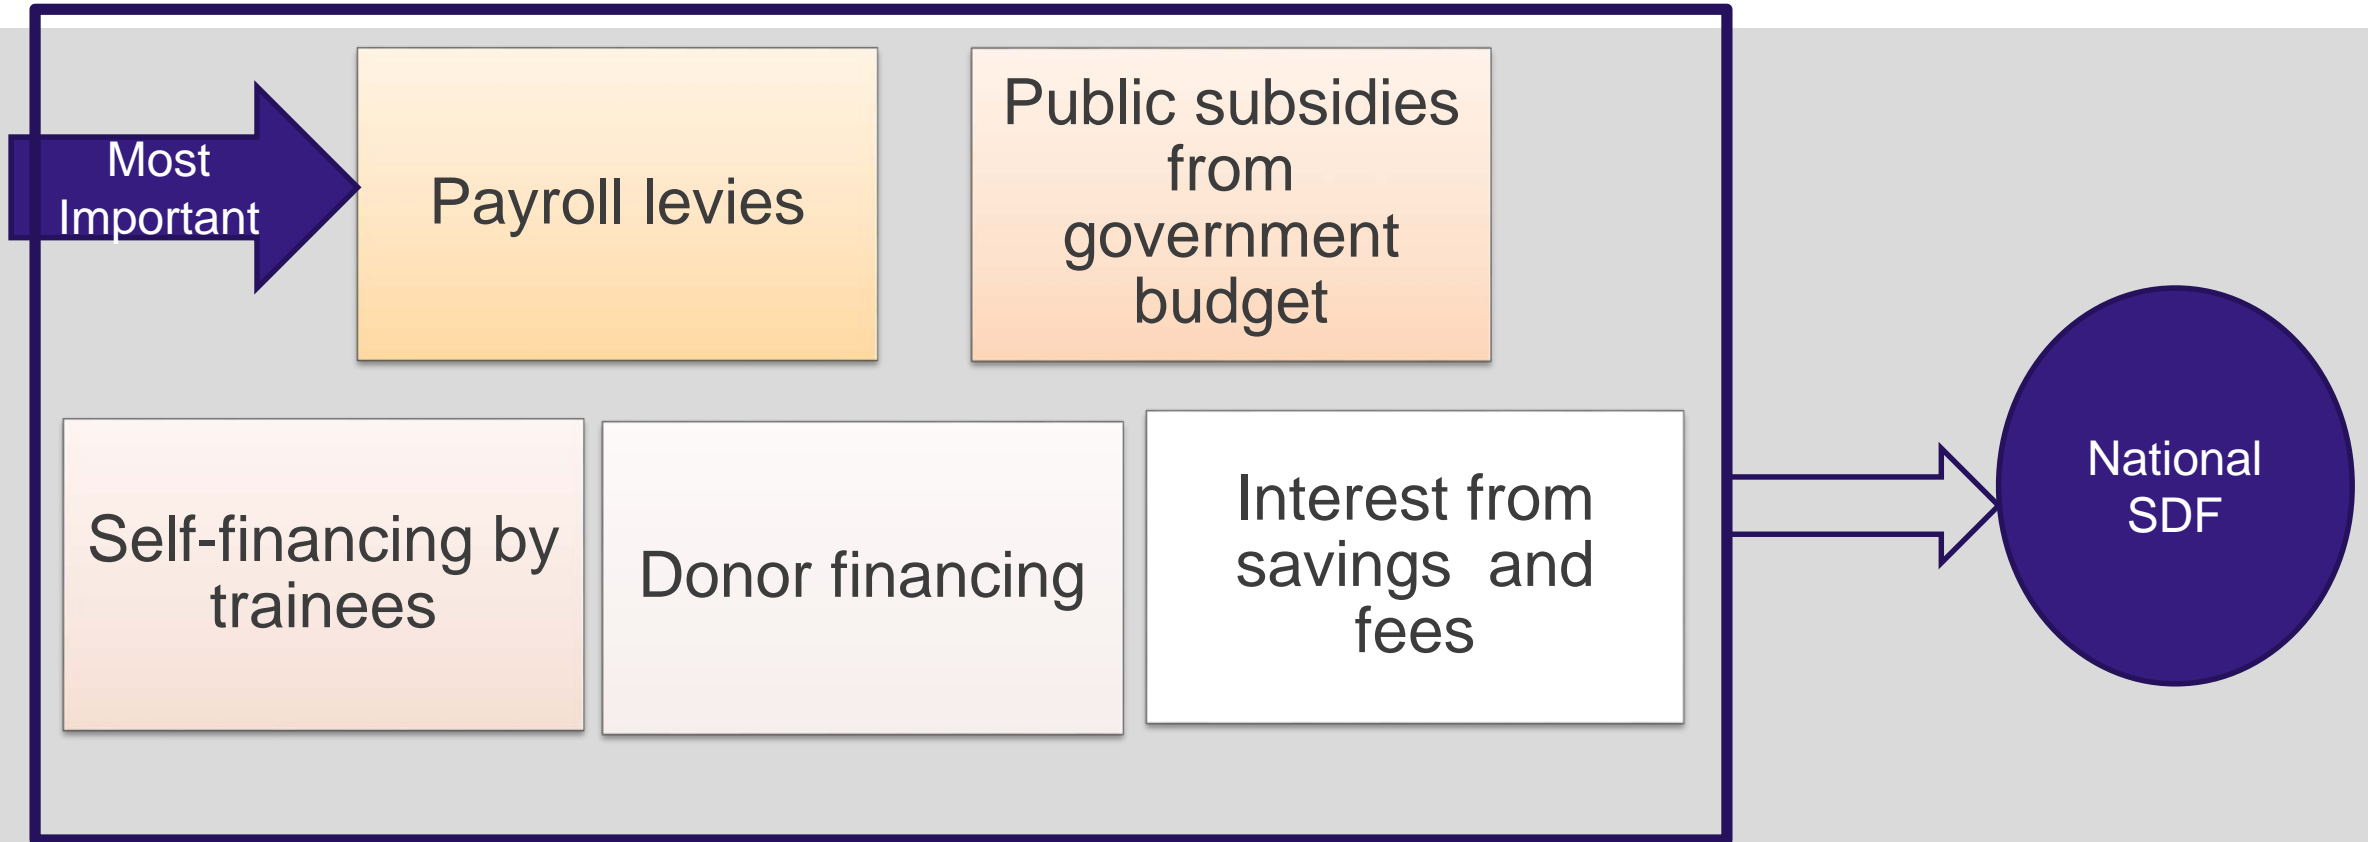 Most
Important
Payroll levies
Public subsidies
from
government
budget
Self-financing by
trainees
Donor financing
Interest from
savings  and
fees
National
SDF